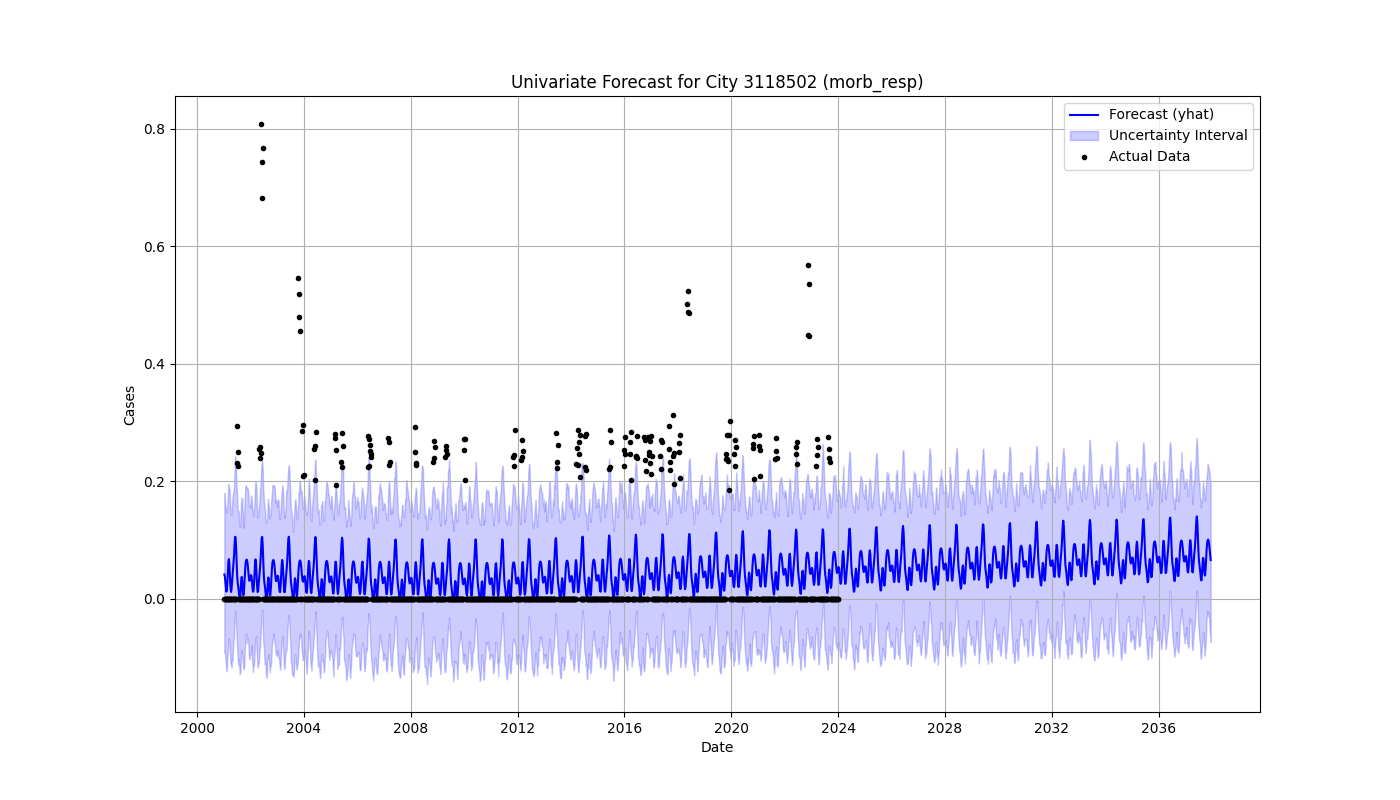 Univariate Forecast for City 3118502 (morb_resp)
Forecast (yhat)
Uncertainty Interval
Actual Data
Cases
0.8
0.6
0.4
0.2
0.0
2000 2004 2008 2012 2016 2020 2024 2028 2032 2036
Date